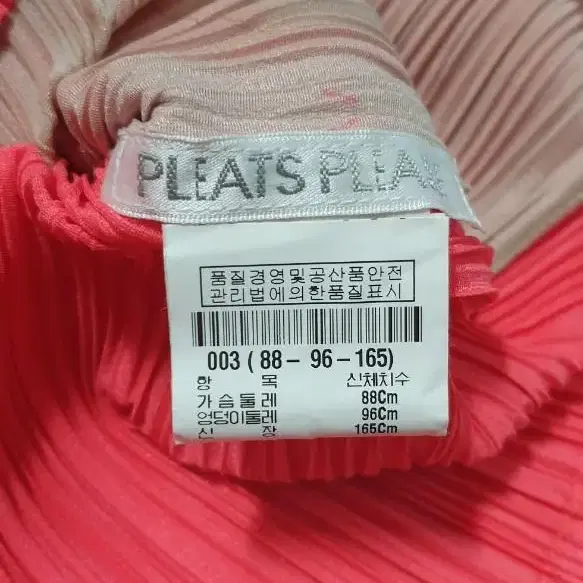 PLEATS PLEASE
품질경영및공산품안전
관리법에의한품질표시
003 ( 88 - 96 - 165)
항 목 신체치수
가슴둘레 88Cm
엉덩이둘레 96Cm
신 장 165Cm